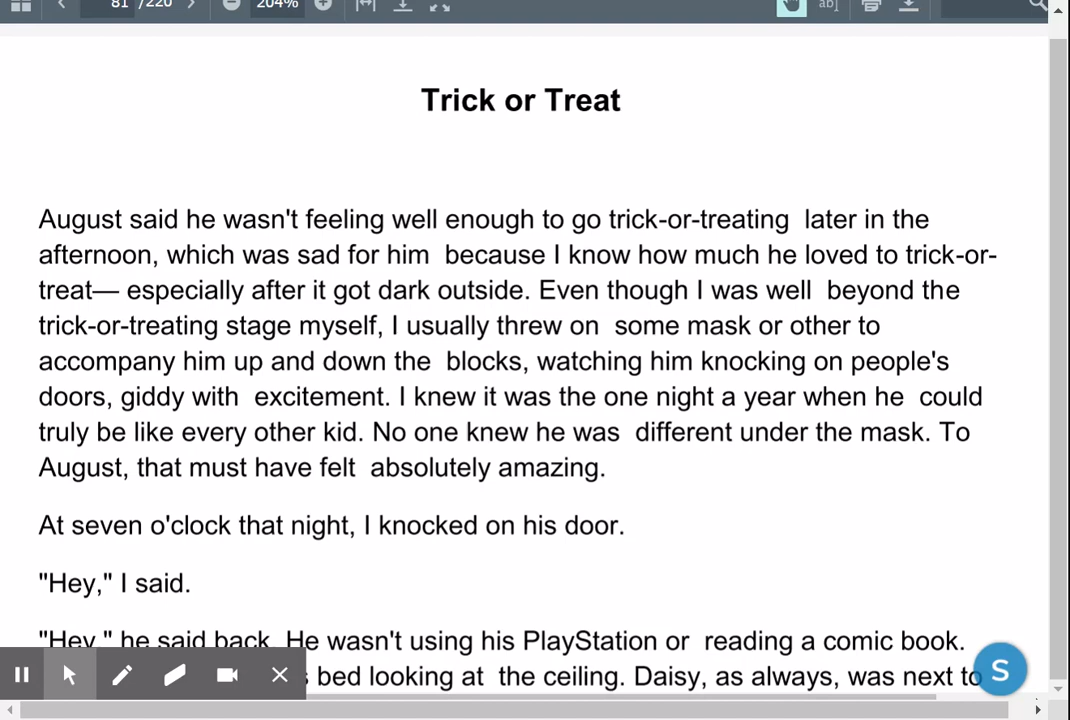 81 /220 204% ab]
Trick or Treat
August said he wasn't feeling well enough to go trick-or-treating later in the
afternoon, which was sad for him because I know how much he loved to trick-or-
treat— especially after it got dark outside. Even though I was well beyond the
trick-or-treating stage myself, I usually threw on some mask or other to
accompany him up and down the blocks, watching him knocking on people's
doors, giddy with excitement. I knew it was the one night a year when he could
truly be like every other kid. No one knew he was different under the mask. To
August, that must have felt absolutely amazing.
At seven o'clock that night, I knocked on his door.
"Hey," I said.
"Hey," he said back. He wasn't using his PlayStation or reading a comic book.
bed looking at the ceiling. Daisy, as always, was next to
S